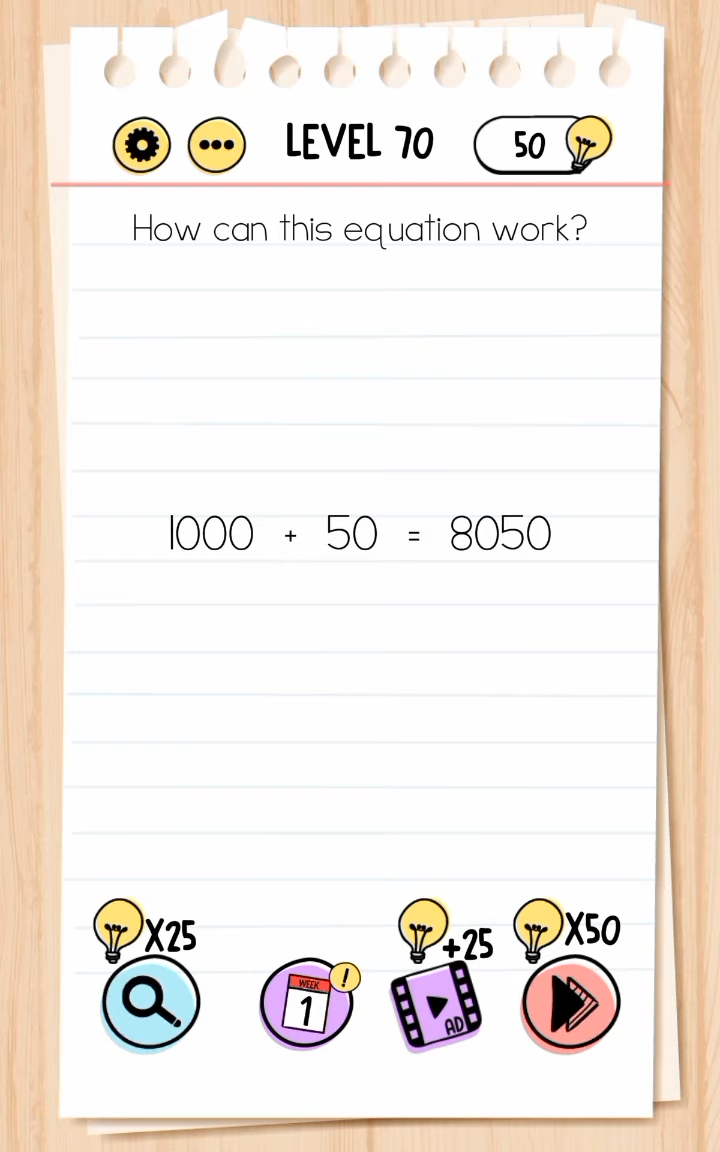 LEVEL 70
50
How can this equation work?
1000 + 50 = 8050
X25
+25
X50
WEEK
1
!
AD